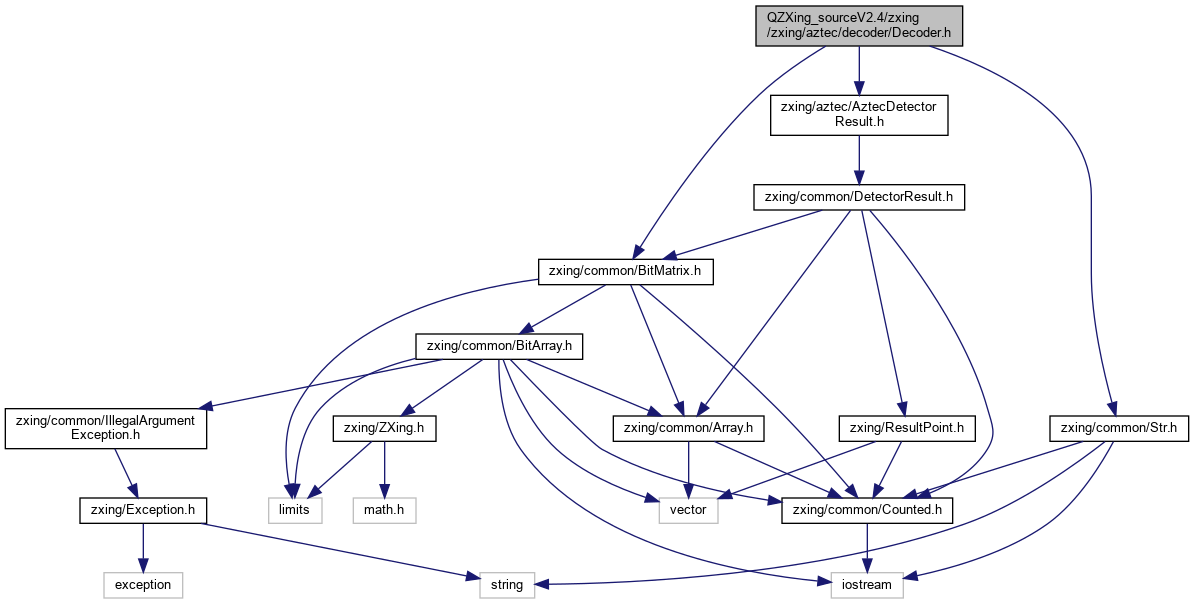 QZXing_sourceV2.4/zxing
/zxing/aztec/decoder/Decoder.h
zxing/aztec/AztecDetector
Result.h
zxing/common/DetectorResult.h
zxing/common/BitMatrix.h
zxing/common/BitArray.h
zxing/common/IllegalArgument
Exception.h
zxing/ZXing.h
zxing/common/Array.h
zxing/ResultPoint.h
zxing/common/Str.h
zxing/Exception.h
limits
math.h
vector
zxing/common/Counted.h
exception
string
iostream